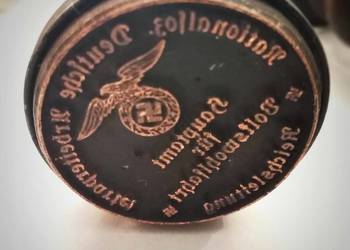 Nationalsoz. Deutsche Arbeiterpartei
Reichsleitung
Hauptamt
für
Volkswohlfahrt